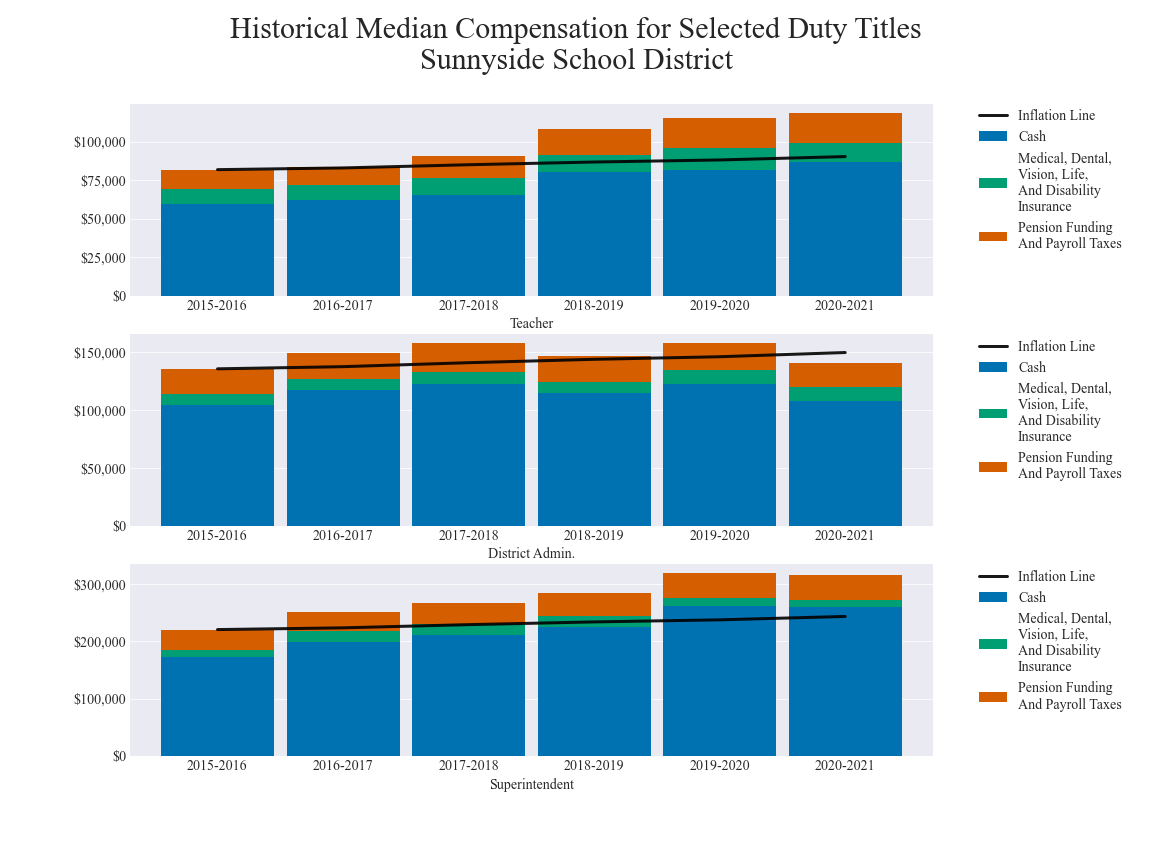 Historical Median Compensation for Selected Duty Titles
Sunnyside School District
$100,000
$75,000
$50,000
$25,000
$0
2015-2016 2016-2017 2017-2018 2018-2019 2019-2020 2020-2021
Teacher
Inflation Line
Cash
Medical, Dental,
Vision, Life,
And Disability
Insurance
Pension Funding
And Payroll Taxes
$150,000
$100,000
$50,000
$0
2015-2016 2016-2017 2017-2018 2018-2019 2019-2020 2020-2021
District Admin.
Inflation Line
Cash
Medical, Dental,
Vision, Life,
And Disability
Insurance
Pension Funding
And Payroll Taxes
$300,000
$200,000
$100,000
$0
2015-2016 2016-2017 2017-2018 2018-2019 2019-2020 2020-2021
Superintendent
Inflation Line
Cash
Medical, Dental,
Vision, Life,
And Disability
Insurance
Pension Funding
And Payroll Taxes